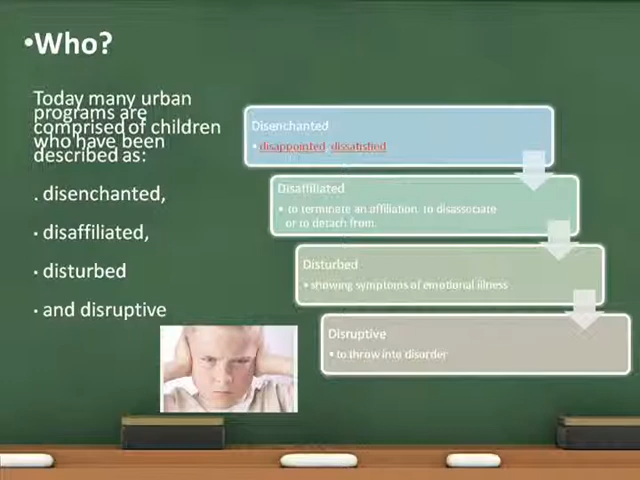 •Who?
Today many urban
programs are
comprised of children
who have been
described as:
. disenchanted,
· disaffiliated,
· disturbed
· and disruptive
Disenchanted
• disappointed dissatisfied
Disaffiliated
• to terminate an affiliation. to disassociate
or to detach from.
Disturbed
• showing symptoms of emotional illness
Disruptive
• to throw into disorder